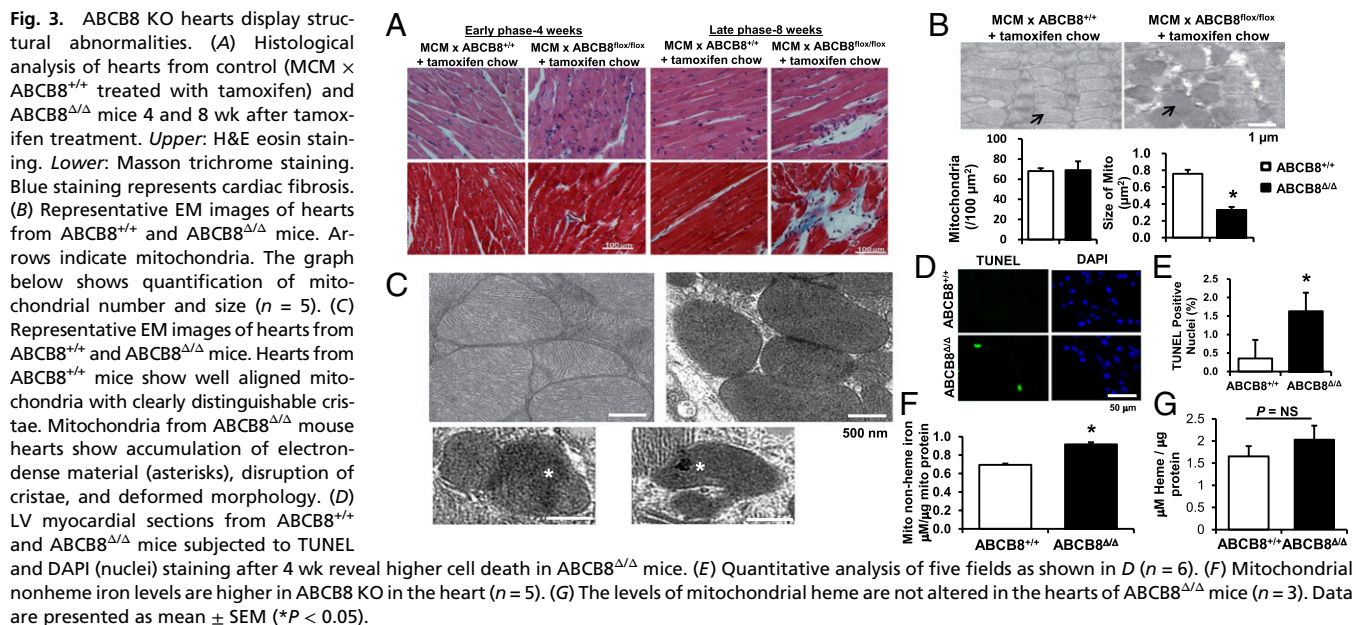 Fig. 3. ABCB8 KO hearts display struc-
tural abnormalities. (A) Histological
analysis of hearts from control (MCM ×
ABCB8+/+ treated with tamoxifen) and
ABCB8Δ/Δ mice 4 and 8 wk after tamox-
ifen treatment. Upper: H&E eosin stain-
ing. Lower: Masson trichrome staining.
Blue staining represents cardiac fibrosis.
(B) Representative EM images of hearts
from ABCB8+/+ and ABCB8Δ/Δ mice. Ar-
rows indicate mitochondria. The graph
below shows quantification of mito-
chondrial number and size (n = 5). (C)
Representative EM images of hearts from
ABCB8+/+ and ABCB8Δ/Δ mice. Hearts from
ABCB8+/+ mice show well aligned mito-
chondria with clearly distinguishable cris-
tae. Mitochondria from ABCB8Δ/Δ mouse
hearts show accumulation of electron-
dense material (asterisks), disruption of
cristae, and deformed morphology. (D)
LV myocardial sections from ABCB8+/+
and ABCB8Δ/Δ mice subjected to TUNEL
and DAPI (nuclei) staining after 4 wk reveal higher cell death in ABCB8Δ/Δ mice. (E) Quantitative analysis of five fields as shown in D (n = 6). (F) Mitochondrial
nonheme iron levels are higher in ABCB8 KO in the heart (n = 5). (G) The levels of mitochondrial heme are not altered in the hearts of ABCB8Δ/Δ mice (n = 3). Data
are presented as mean ± SEM (*P < 0.05).
A
Early phase-4 weeks
Late phase-8 weeks
MCM x ABCB8+/+
+ tamoxifen chow
MCM x ABCB8flox/flox
+ tamoxifen chow
MCM x ABCB8+/+
+ tamoxifen chow
MCM x ABCB8flox/flox
+ tamoxifen chow
100 µm
100 µm
B
MCM x ABCB8+/+
+ tamoxifen chow
MCM x ABCB8flox/flox
+ tamoxifen chow
1 µm
Mitochondria
(/100 µm2)
100
80
60
40
20
0
Size of Mito
(µm2)
1.0
0.8
0.6
0.4
0.2
0.0
*
ABCB8+/+
ABCB8Δ/Δ
C
500 nm
*
*
D
TUNEL
DAPI
ABCB8+/+
ABCB8Δ/Δ
50 µm
E
TUNEL Positive
Nuclei (%)
2.5
2.0
1.5
1.0
0.5
0.0
*
ABCB8+/+
ABCB8Δ/Δ
F
Mito non-heme iron
µM/µg mito protein
1.0
0.8
0.6
0.4
0.2
0.0
*
ABCB8+/+
ABCB8Δ/Δ
G
µM Heme / µg
protein
2.5
2
1.5
1
0.5
0
P = NS
ABCB8+/+
ABCB8Δ/Δ